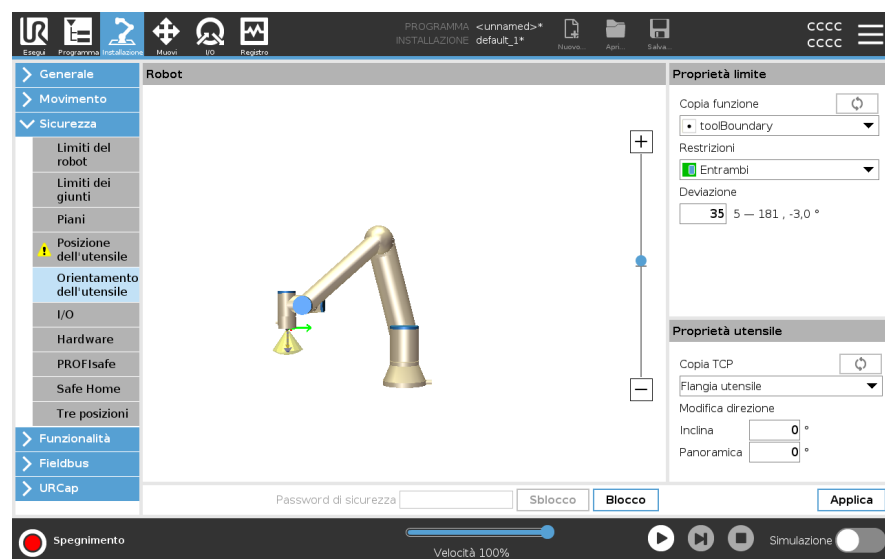 PROGRAMMA <unnamed>*
INSTALLAZIONE default_1*
Esegui Programma Installazione Muovi I/O Registro
Nuovo... Apri... Salva...
cccc
cccc
Generale
Movimento
Sicurezza
Limiti del
robot
Limiti dei
giunti
Piani
Posizione
dell'utensile
Orientamento
dell'utensile
I/O
Hardware
PROFIsafe
Safe Home
Tre posizioni
Funzionalità
Fieldbus
URCap
Robot
Proprietà limite
Copia funzione
toolBoundary
Restrizioni
Entrambi
Deviazione
35 5 — 181 , -3,0 °
Proprietà utensile
Copia TCP
Flangia utensile
Modifica direzione
Inclina 0 °
Panoramica 0 °
Password di sicurezza Sblocco Blocco Applica
Spegnimento
Velocità 100%
Simulazione